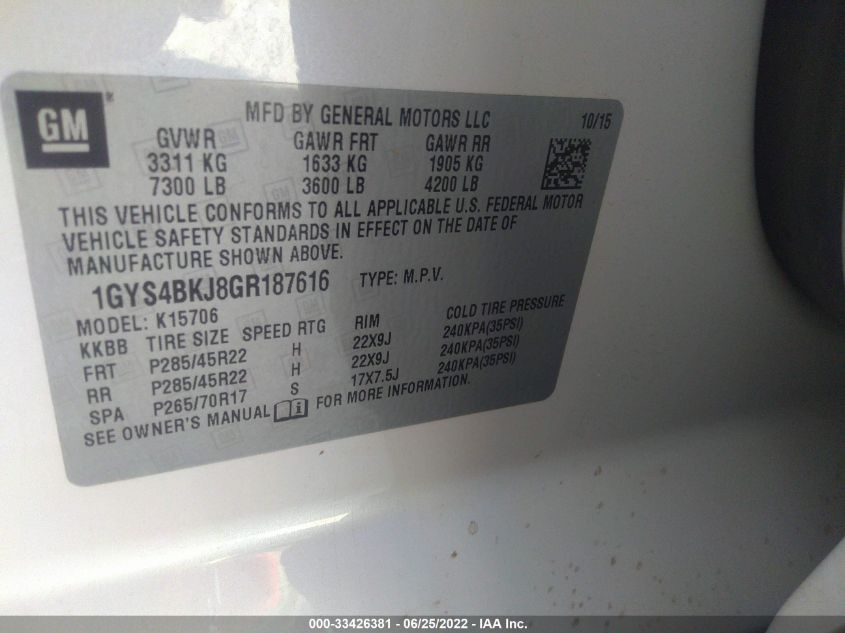 GM
MFD BY GENERAL MOTORS LLC 10/15
GVWR GAWR FRT GAWR RR
3311 KG 1633 KG 1905 KG
7300 LB 3600 LB 4200 LB
THIS VEHICLE CONFORMS TO ALL APPLICABLE U.S. FEDERAL MOTOR
VEHICLE SAFETY STANDARDS IN EFFECT ON THE DATE OF
MANUFACTURE SHOWN ABOVE.
1GYS4BKJ8GR187616 TYPE: M.P.V.
MODEL: K15706
KKBB TIRE SIZE SPEED RTG RIM COLD TIRE PRESSURE
FRT P285/45R22 H 22X9J 240KPA(35PSI)
RR P285/45R22 H 22X9J 240KPA(35PSI)
SPA P265/70R17 S 17X7.5J 240KPA(35PSI)
SEE OWNER'S MANUAL i FOR MORE INFORMATION.
000-33426381 - 06/25/2022 - IAA Inc.